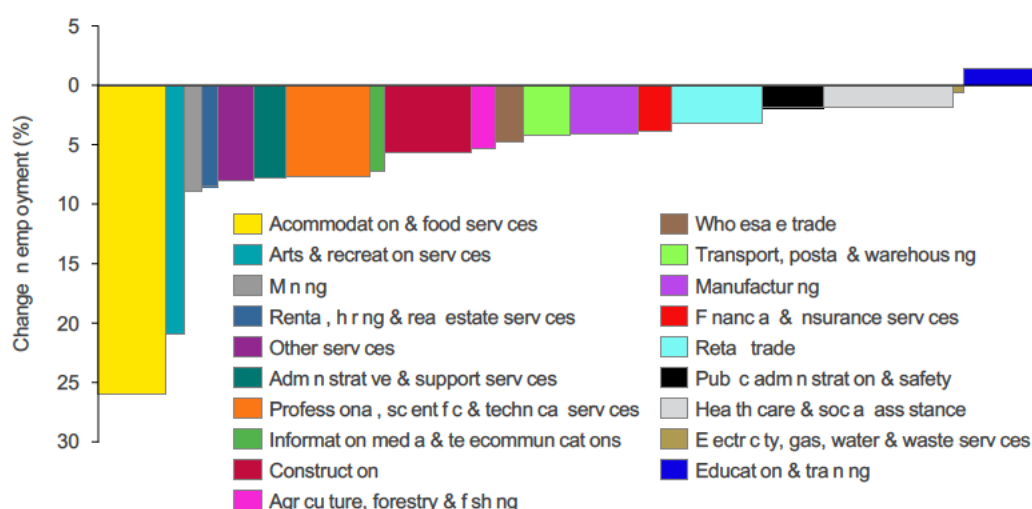 5
0
5
10
15
20
25
30
Change n emp oyment (%)
Acommodat on & food serv ces
Arts & recreat on serv ces
M n ng
Renta , h r ng & rea estate serv ces
Other serv ces
Adm n strat ve & support serv ces
Profess ona , sc ent f c & techn ca serv ces
Informat on med a & te ecommun cat ons
Construct on
Agr cu ture, forestry & f sh ng
Who esa e trade
Transport, posta & warehous ng
Manufactur ng
F nanc a & nsurance serv ces
Reta trade
Pub c adm n strat on & safety
Hea th care & soc a ass stance
E ectr c ty, gas, water & waste serv ces
Educat on & tra n ng